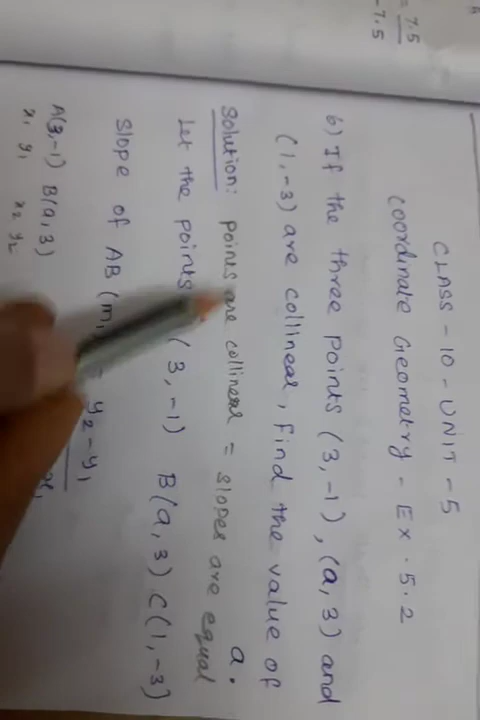 = 7.5
-7.5
CLASS - 10 - UNIT - 5
Coordinate Geometry - Ex - 5.2
6) If the three points (3,-1), (a,3) and
(1,-3) are collinear, find the value of
a.
Solution: Points are collinear = slopes are equal
Let the points (3,-1) B(a,3) C(1,-3)
Slope of AB (m y₂-y₁
x₁
A(3,-1) B(a,3)
x₁ y₁ x₂ y₂